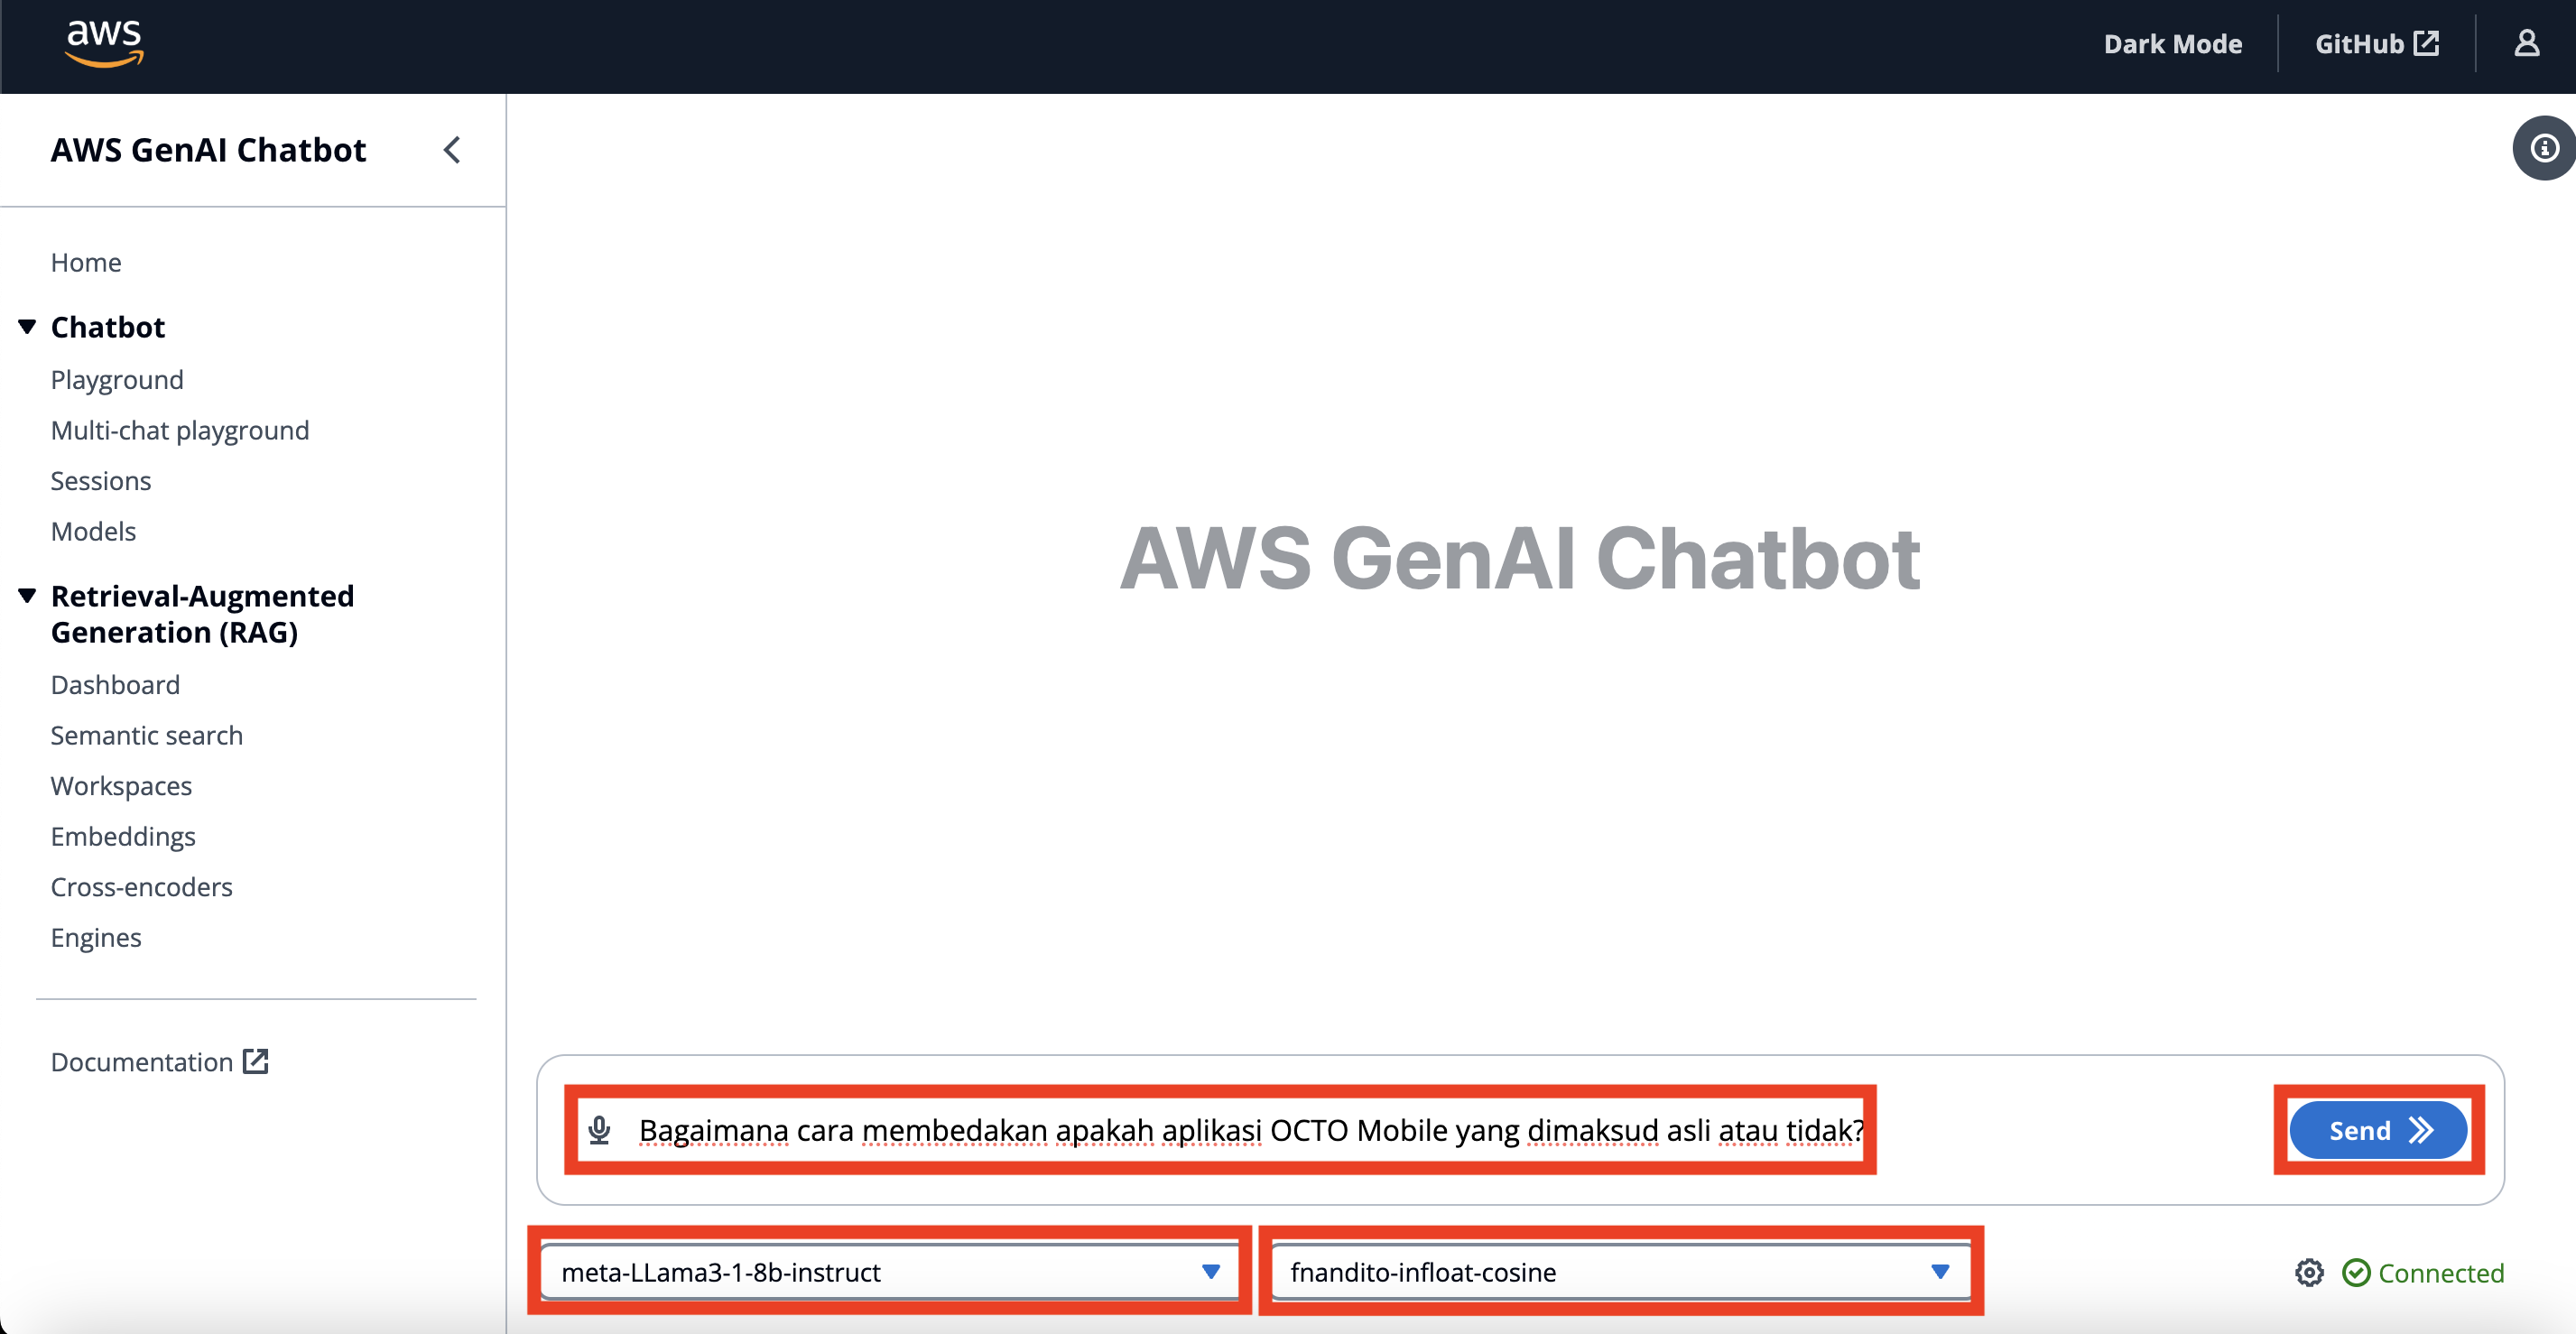 aws
Dark Mode
GitHub
AWS GenAI Chatbot
Home
Chatbot
Playground
Multi-chat playground
Sessions
Models
Retrieval-Augmented
Generation (RAG)
Dashboard
Semantic search
Workspaces
Embeddings
Cross-encoders
Engines
Documentation
AWS GenAI Chatbot
Bagaimana cara membedakan apakah aplikasi OCTO Mobile yang dimaksud asli atau tidak?
Send
meta-LLama3-1-8b-instruct
fnandito-infloat-cosine
Connected